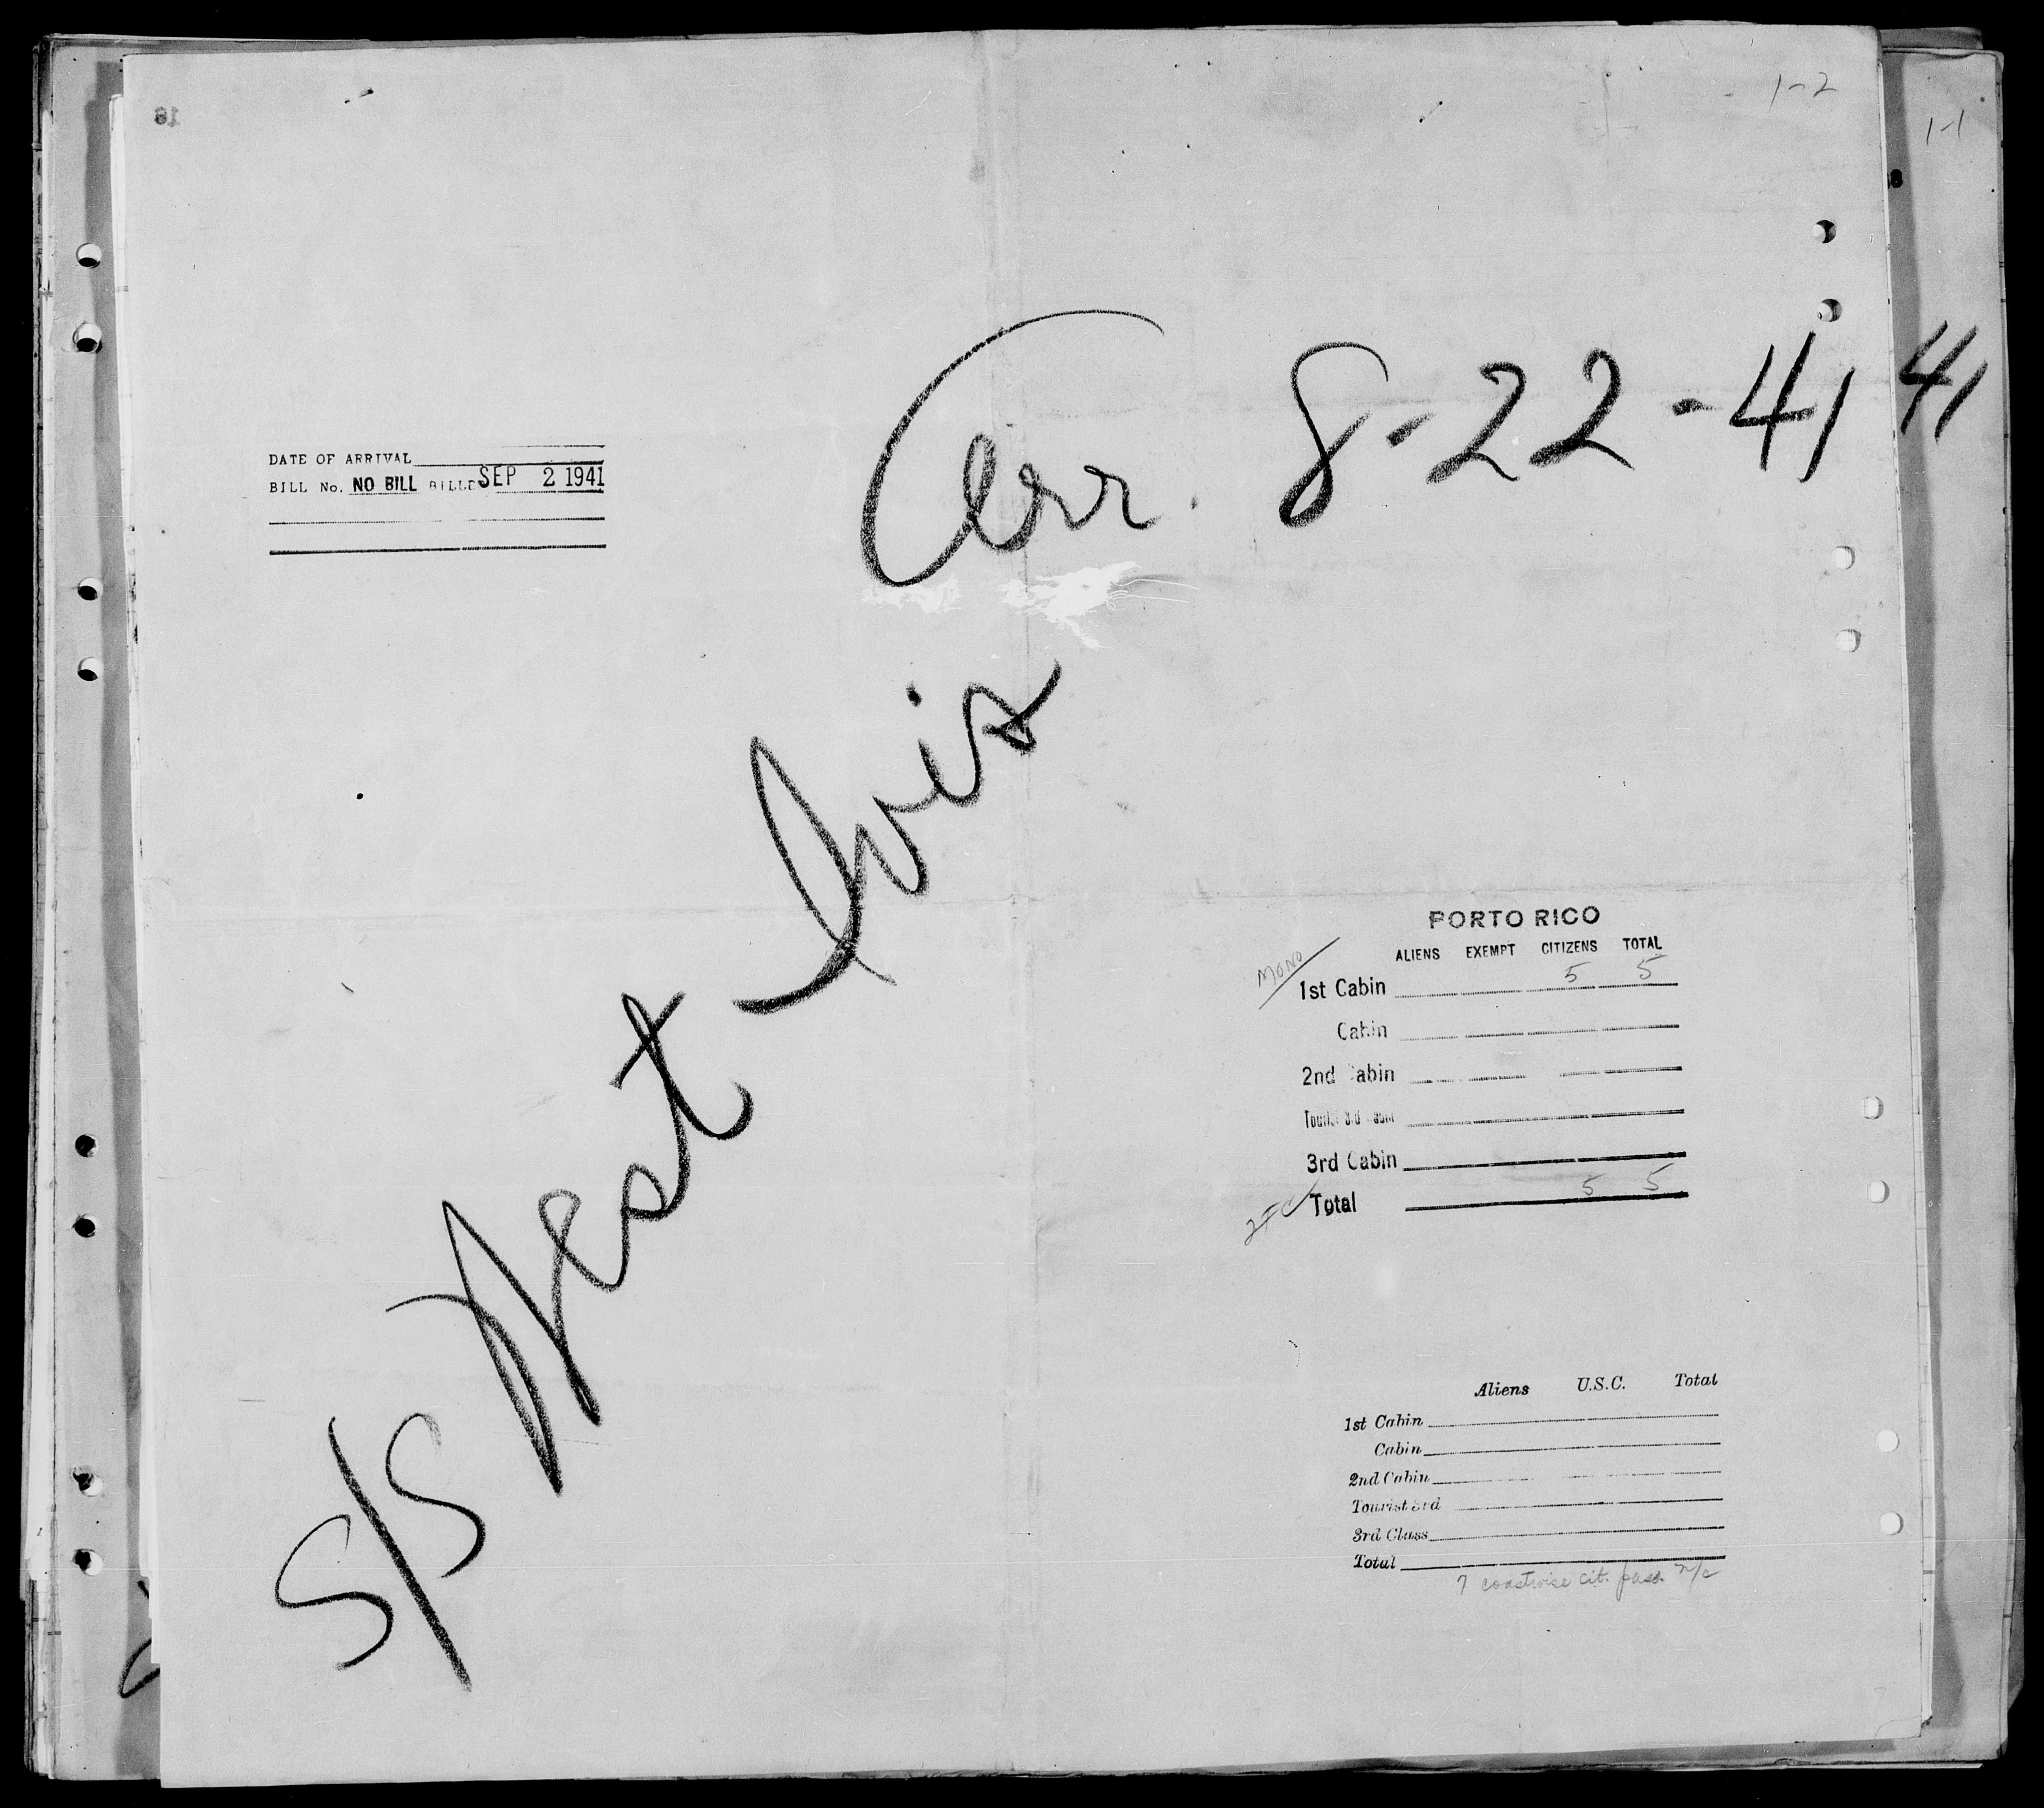 1-2
1-1
16
8
Arr. 8-22-41
41
DATE OF ARRIVAL
BILL No. NO BILL BILLED SEP 2 1941
S/S West Ivis
PORTO RICO
ALIENS EXEMPT CITIZENS TOTAL
Mono
1st Cabin 5 5
Cabin
2nd Cabin
Tourist 3rd Cabin
3rd Cabin
Total 5 5
Aliens U.S.C. Total
1st Cabin
Cabin
2nd Cabin
Tourist 3rd
3rd Class
Total
7 coastwise cit. pass. n/c